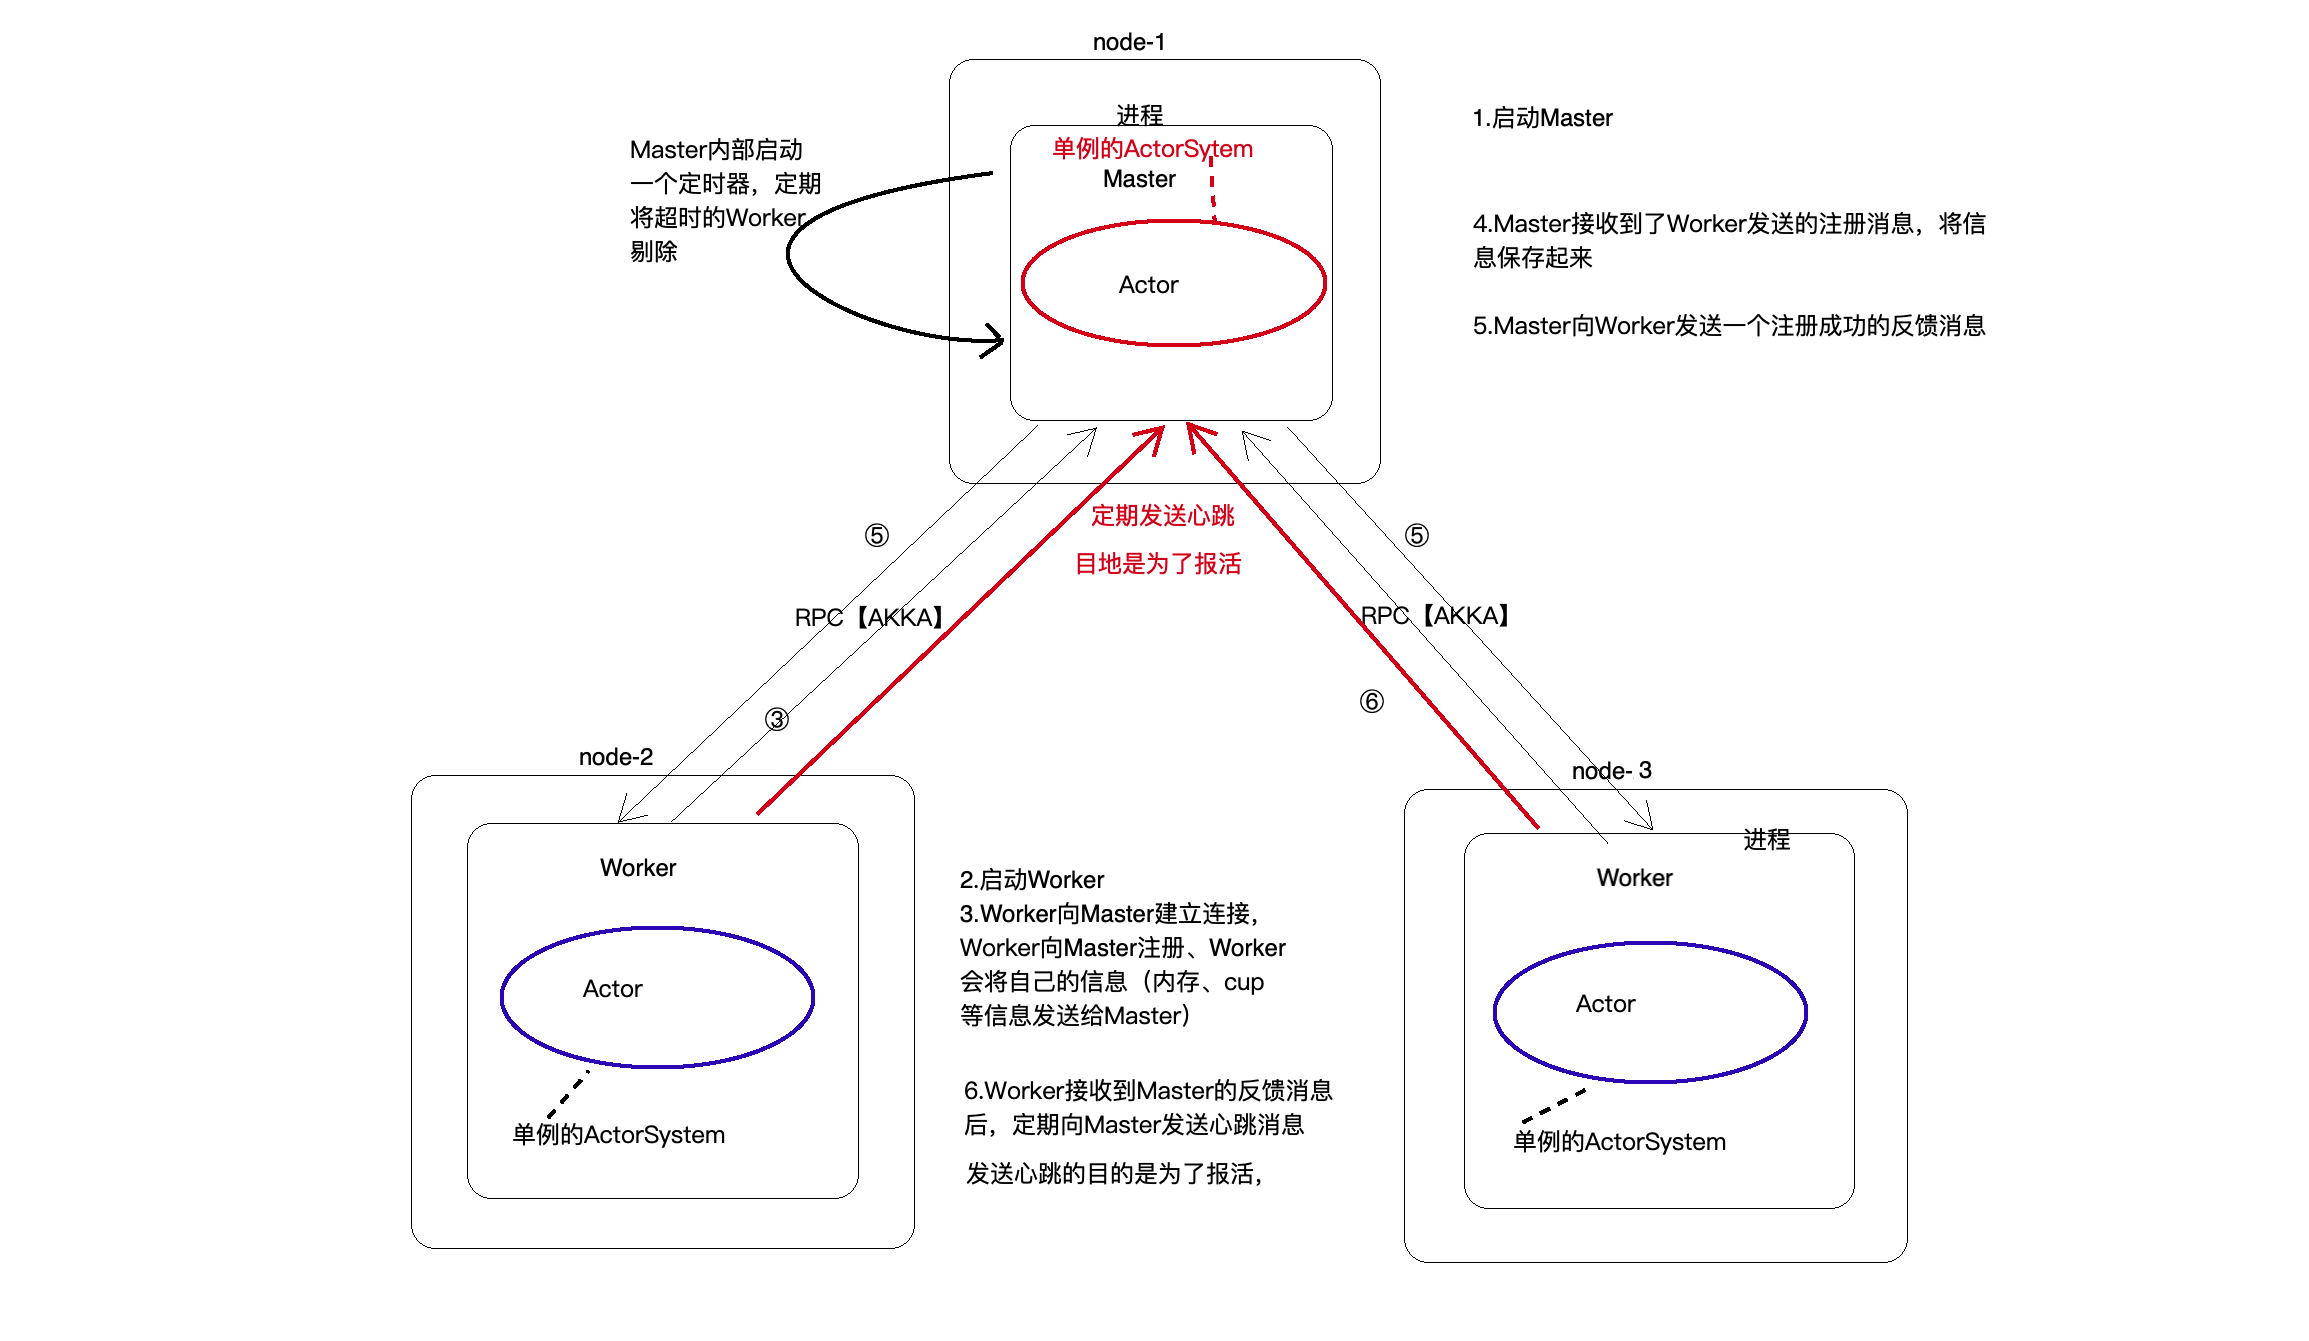 node-1
进程
单例的ActorSytem
Master
Actor
Master内部启动
一个定时器，定期
将超时的Worker
剔除
1.启动Master
4.Master接收到了Worker发送的注册消息，将信
息保存起来
5.Master向Worker发送一个注册成功的反馈消息
定期发送心跳
目地是为了报活
⑤
⑤
RPC【AKKA】
RPC【AKKA】
③
⑥
node-2
Worker
Actor
单例的ActorSystem
2.启动Worker
3.Worker向Master建立连接，
Worker向Master注册、Worker
会将自己的信息（内存、cup
等信息发送给Master）
6.Worker接收到Master的反馈消息
后，定期向Master发送心跳消息
发送心跳的目的是为了报活，
node- 3
进程
Worker
Actor
单例的ActorSystem